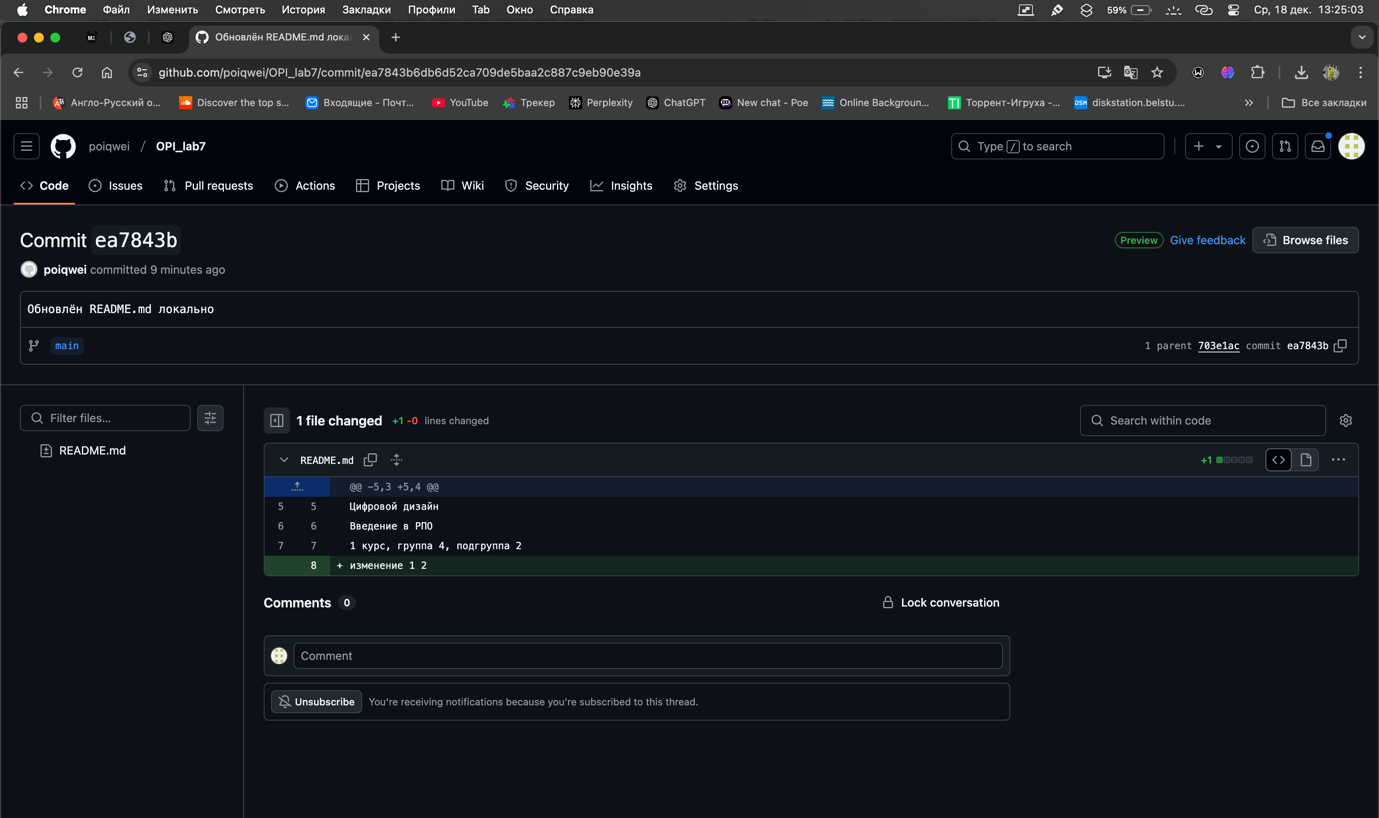 Chrome Файл Изменить Смотреть История Закладки Профили Tab Окно Справка 59% Ср, 18 дек. 13:25:03
Обновлён README.md лока
github.com/poiqwei/OPI_lab7/commit/ea7843b6db6d52ca709de5baa2c887c9eb90e39a
Англо-Русский о... Discover the top s... Входящие – Почт... YouTube Трекер Perplexity ChatGPT New chat - Poe Online Backgroun... Торрент-Игруха -... diskstation.belstu.... » Все закладки
poiqwei / OPI_lab7 Type / to search
Code Issues Pull requests Actions Projects Wiki Security Insights Settings
Commit ea7843b Preview Give feedback Browse files
poiqwei committed 9 minutes ago
Обновлён README.md локально
main 1 parent 703e1ac commit ea7843b
Filter files... 1 file changed +1 -0 lines changed Search within code
README.md
README.md +1
@@ -5,3 +5,4 @@
5 5 Цифровой дизайн
6 6 Введение в РПО
7 7 1 курс, группа 4, подгруппа 2
8 + изменение 1 2
Comments 0 Lock conversation
Comment
Unsubscribe You're receiving notifications because you're subscribed to this thread.